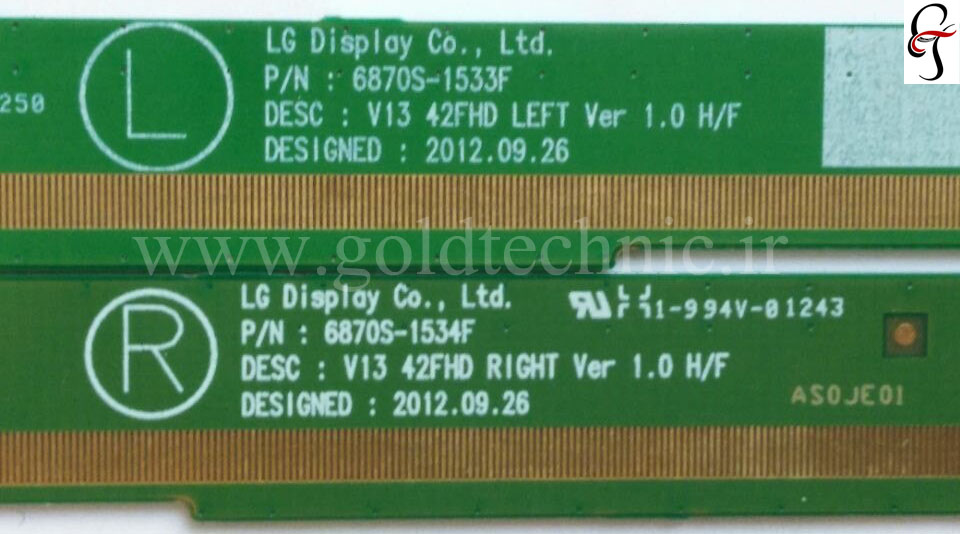 LG Display Co., Ltd.
P/N : 6870S-1533F
250
L
DESC : V13 42FHD LEFT Ver 1.0 H/F
DESIGNED : 2012.09.26
www.goldtechnic.ir
LG Display Co., Ltd.
1-994V-01243
P/N : 6870S-1534F
R
DESC : V13 42FHD RIGHT Ver 1.0 H/F
AS0JE01
DESIGNED : 2012.09.26